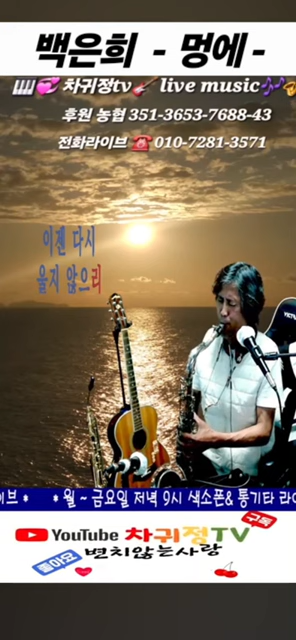 백은희 - 멍에 -
차귀정tv live music
후원 농협 351-3653-7688-43
전화라이브 010-7281-3571
이젠 다시
울지 않으리
이브 * *월 ~ 금요일 저녁 9시 색소폰& 통기타 라이
구독
YouTube 차귀정TV
좋아요 변치않는사랑